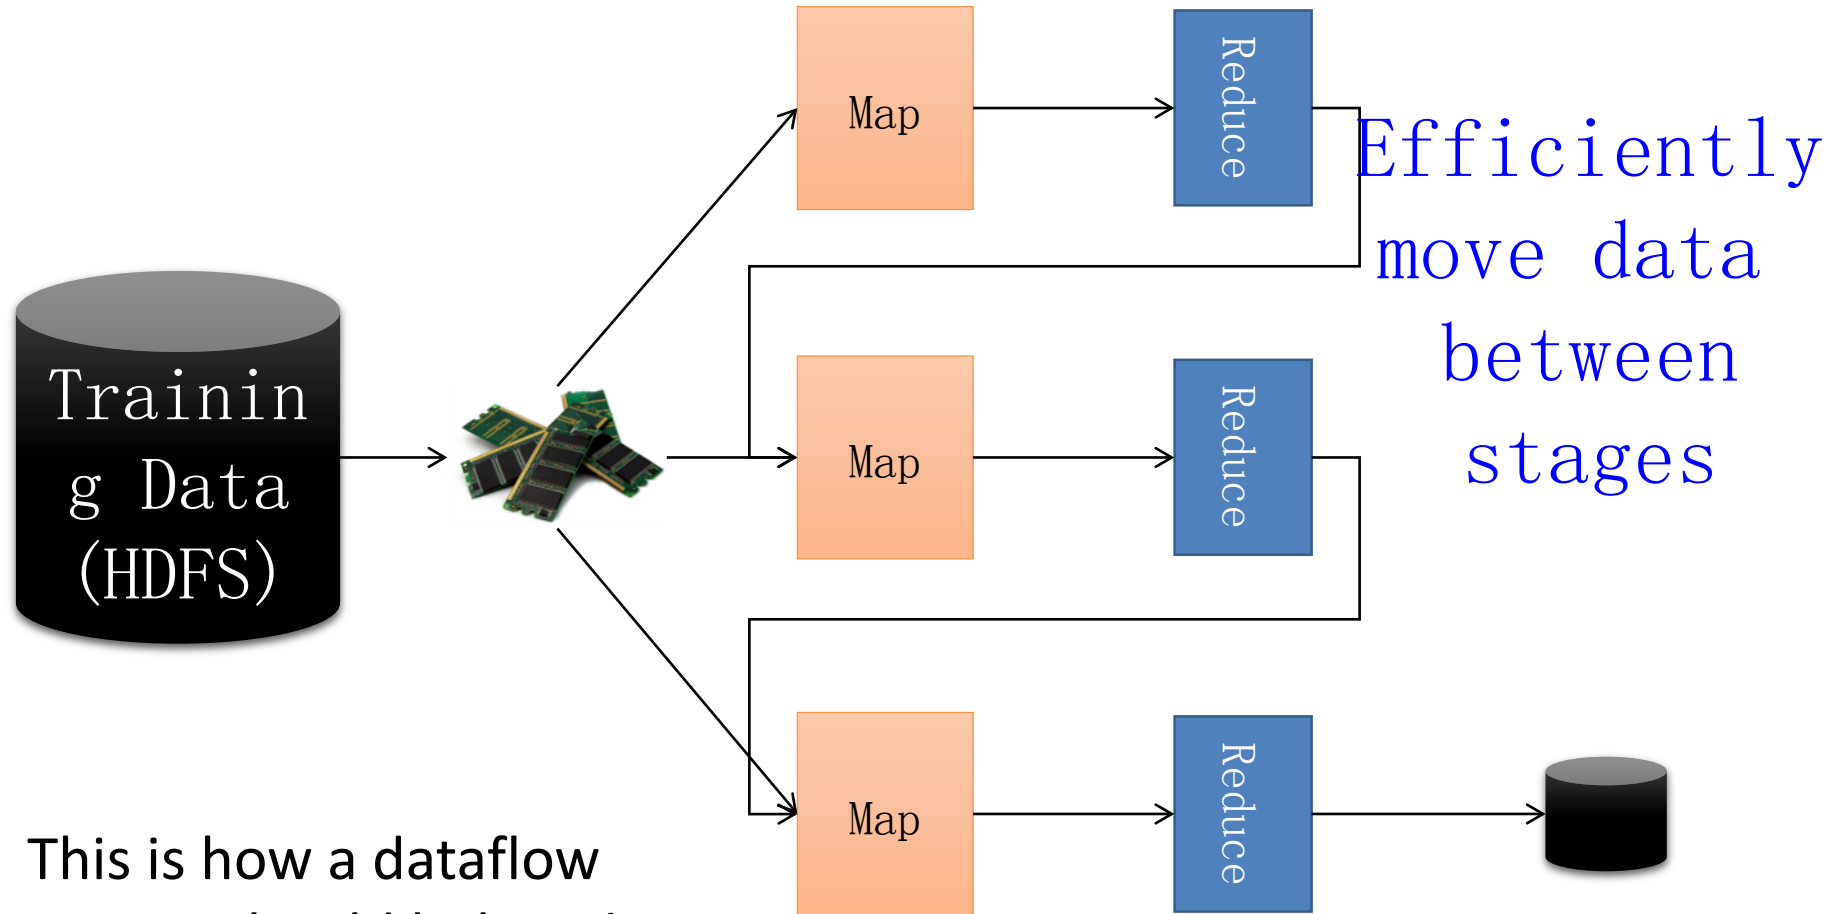 Map
Reduce
Efficiently
move data
between
stages
Trainin
g Data
(HDFS)
Map
Reduce
Map
Reduce
This is how a dataflow